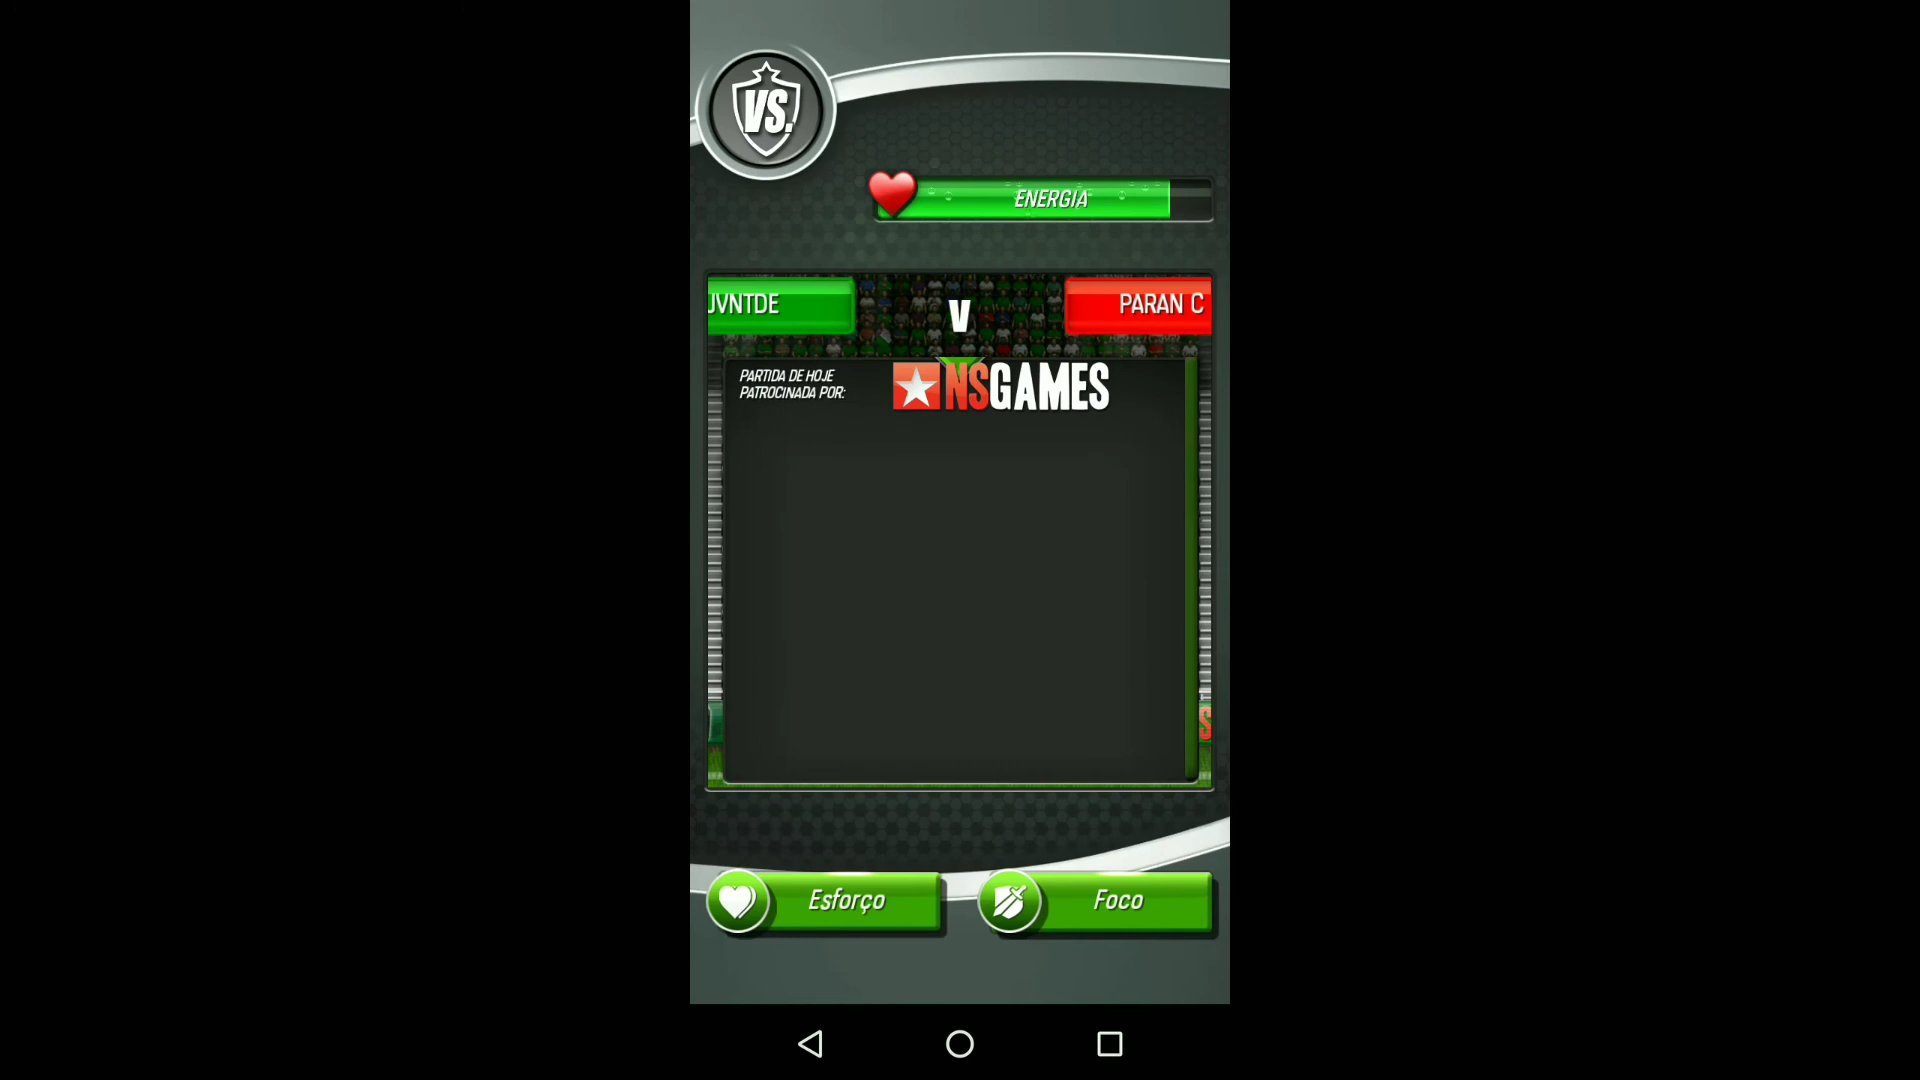 VS.
ENERGIA
JVNTDE
V
PARAN C
PARTIDA DE HOJE
PATROCINADA POR:
NSGAMES
S
Esforço
Foco